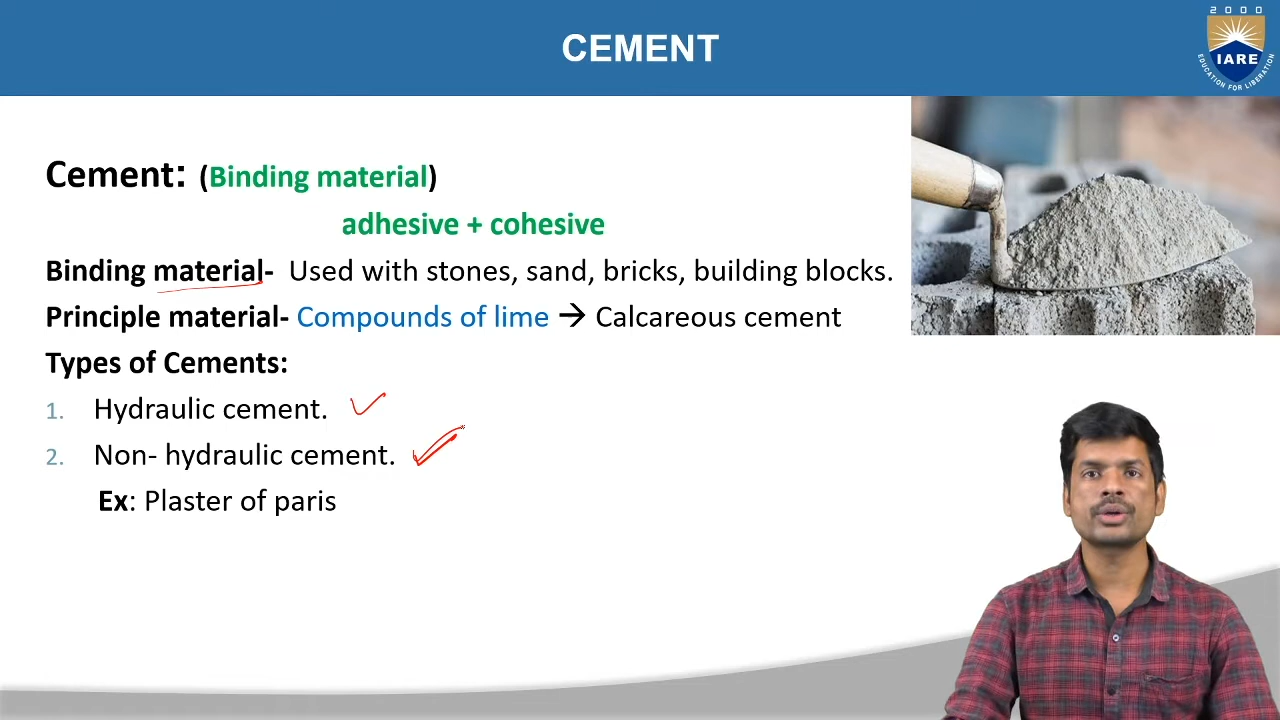 CEMENT
2000
IARE
EDUCATION FOR LIBERATION
Cement: (Binding material)
adhesive + cohesive
Binding material- Used with stones, sand, bricks, building blocks.
Principle material- Compounds of lime → Calcareous cement
Types of Cements:
1. Hydraulic cement.
2. Non- hydraulic cement.
Ex: Plaster of paris